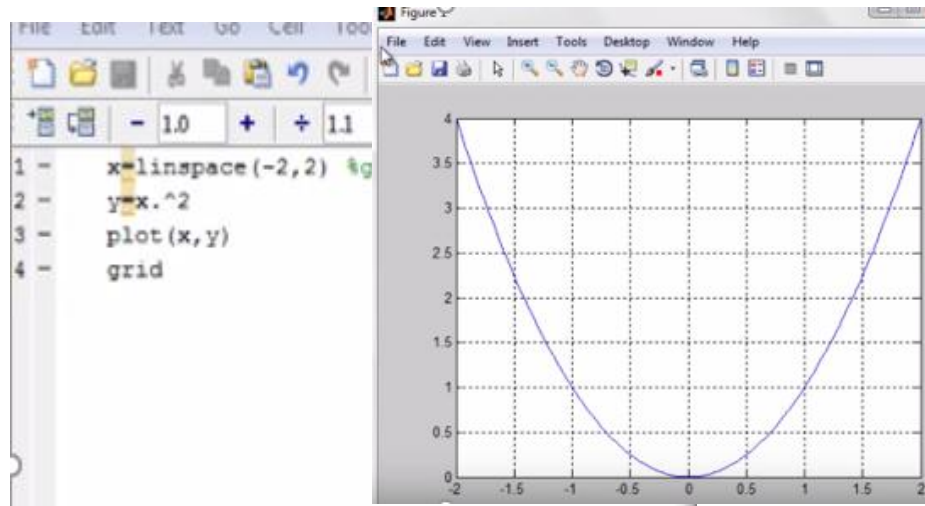 File Edit Text Go Cell Too
- 1.0 + ÷ 1.1
1 - x=linspace(-2,2) %g
2 - y=x.^2
3 - plot(x,y)
4 - grid
Figure
File Edit View Insert Tools Desktop Window Help
4
3.5
3
2.5
2
1.5
1
0.5
0
-2 -1.5 -1 -0.5 0 0.5 1 1.5 2